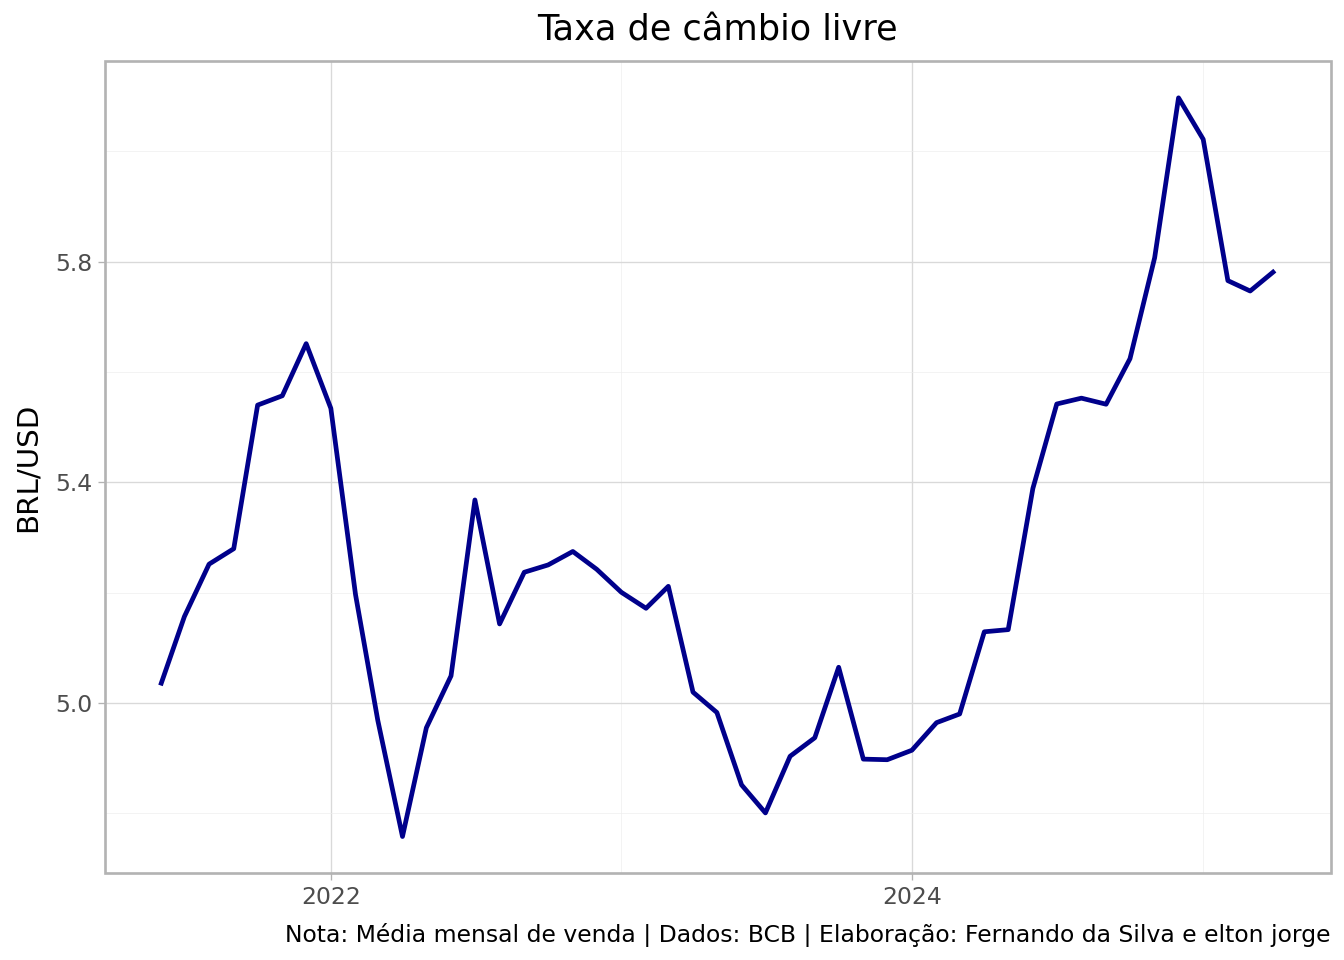 Taxa de câmbio livre
BRL/USD
5.8
5.4
5.0
2022
2024
Nota: Média mensal de venda | Dados: BCB | Elaboração: Fernando da Silva e elton jorge